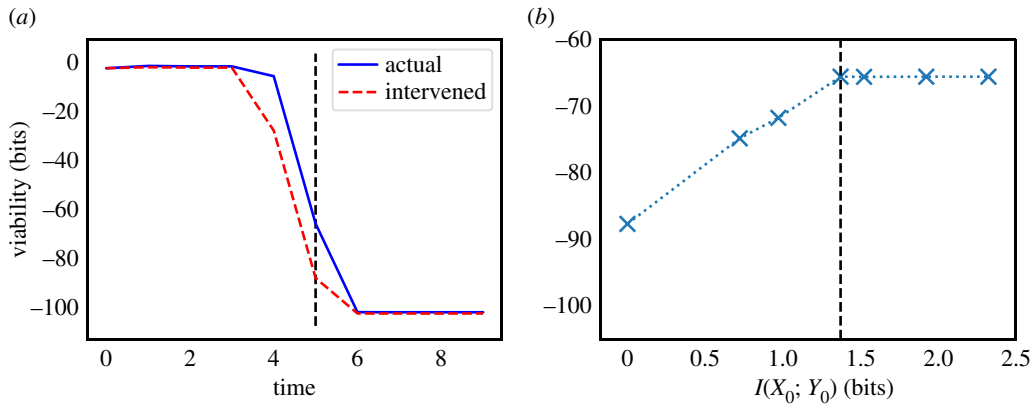 (a)
0
–20
–40
–60
–80
–100
viability (bits)
actual
intervened
0 2 4 6 8
time
(b)
–60
–70
–80
–90
–100
0 0.5 1.0 1.5 2.0 2.5
I(X₀; Y₀) (bits)